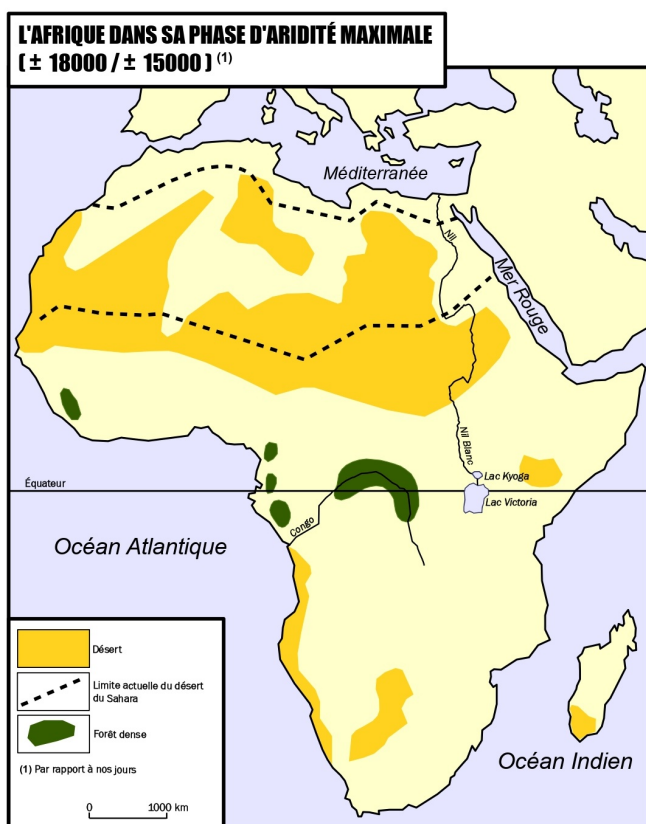 L'AFRIQUE DANS SA PHASE D'ARIDITÉ MAXIMALE
( ± 18000 / ± 15000 ) (1)
Méditerranée
Nil
Mer Rouge
Nil Blanc
Lac Kyoga
Équateur
Lac Victoria
Congo
Océan Atlantique
Désert
Limite actuelle du désert
du Sahara
Forêt dense
Océan Indien
(1) Par rapport à nos jours
0 1000 km